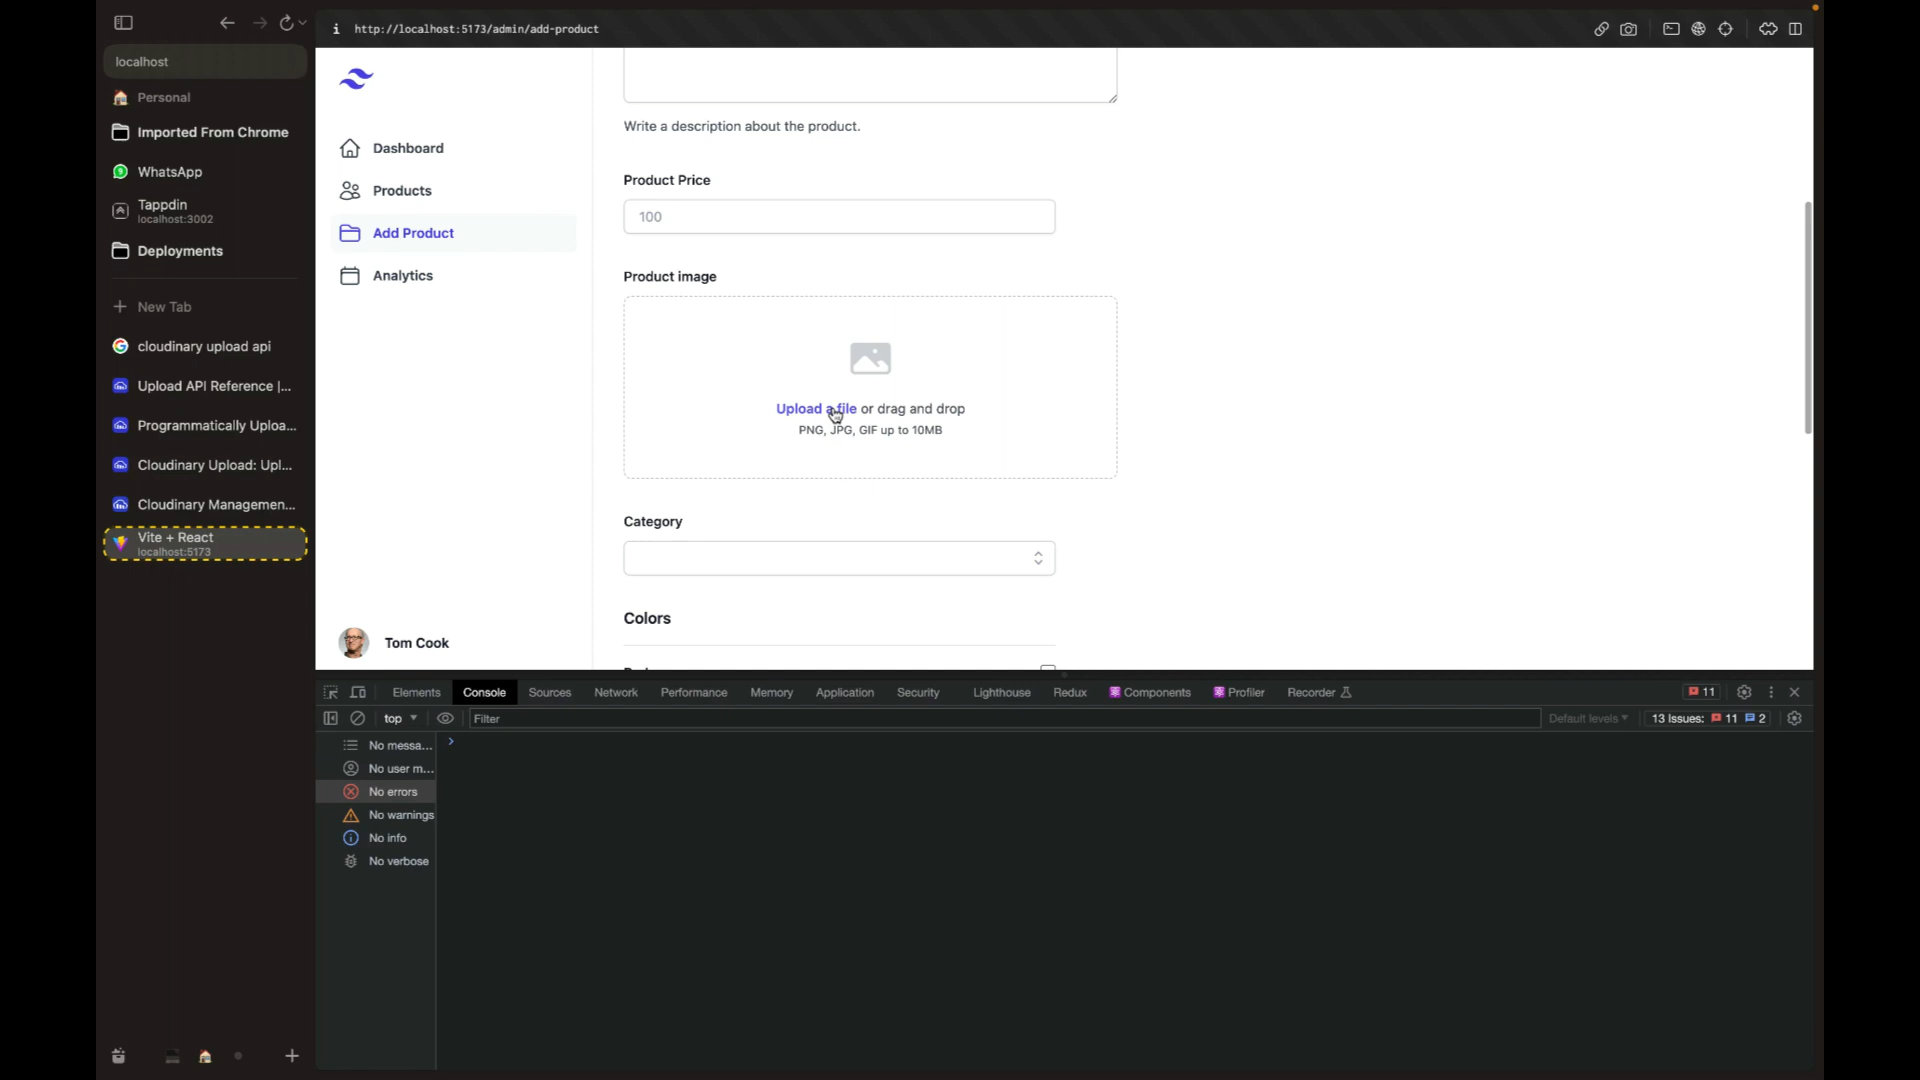 i http://localhost:5173/admin/add-product
localhost
Personal
Imported From Chrome
WhatsApp
Tappdin
localhost:3002
Deployments
New Tab
cloudinary upload api
Upload API Reference |...
Programmatically Uploa...
Cloudinary Upload: Upl...
Cloudinary Managemen...
Vite + React
localhost:5173
Dashboard
Products
Add Product
Analytics
Tom Cook
Write a description about the product.
Product Price
100
Product image
Upload a file or drag and drop
PNG, JPG, GIF up to 10MB
Category
Colors
Elements Console Sources Network Performance Memory Application Security Lighthouse Redux Components Profiler Recorder 11
top Filter Default levels 13 Issues: 11 2
No messa...
No user m...
No errors
No warnings
No info
No verbose